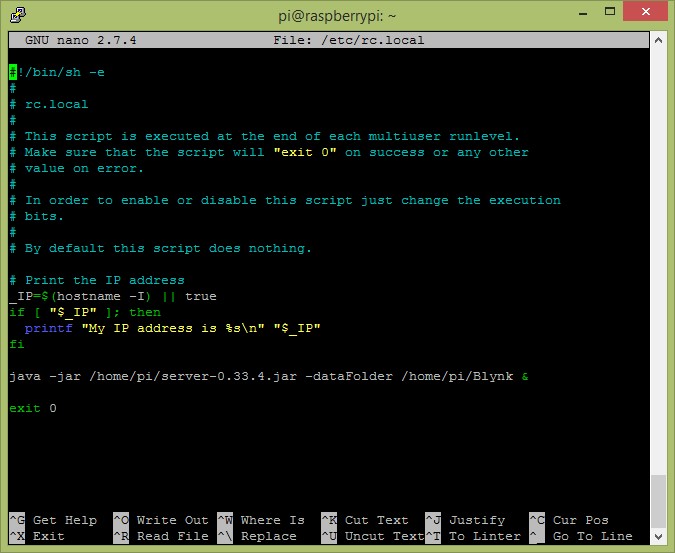 pi@raspberrypi: ~
GNU nano 2.7.4 File: /etc/rc.local
#!/bin/sh -e
#
# rc.local
#
# This script is executed at the end of each multiuser runlevel.
# Make sure that the script will "exit 0" on success or any other
# value on error.
#
# In order to enable or disable this script just change the execution
# bits.
#
# By default this script does nothing.
# Print the IP address
_IP=$(hostname -I) || true
if [ "$_IP" ]; then
  printf "My IP address is %s\n" "$_IP"
fi
java -jar /home/pi/server-0.33.4.jar -dataFolder /home/pi/Blynk &
exit 0
^G Get Help ^O Write Out ^W Where Is ^K Cut Text ^J Justify ^C Cur Pos
^X Exit ^R Read File ^\ Replace ^U Uncut Text ^T To Linter ^_ Go To Line